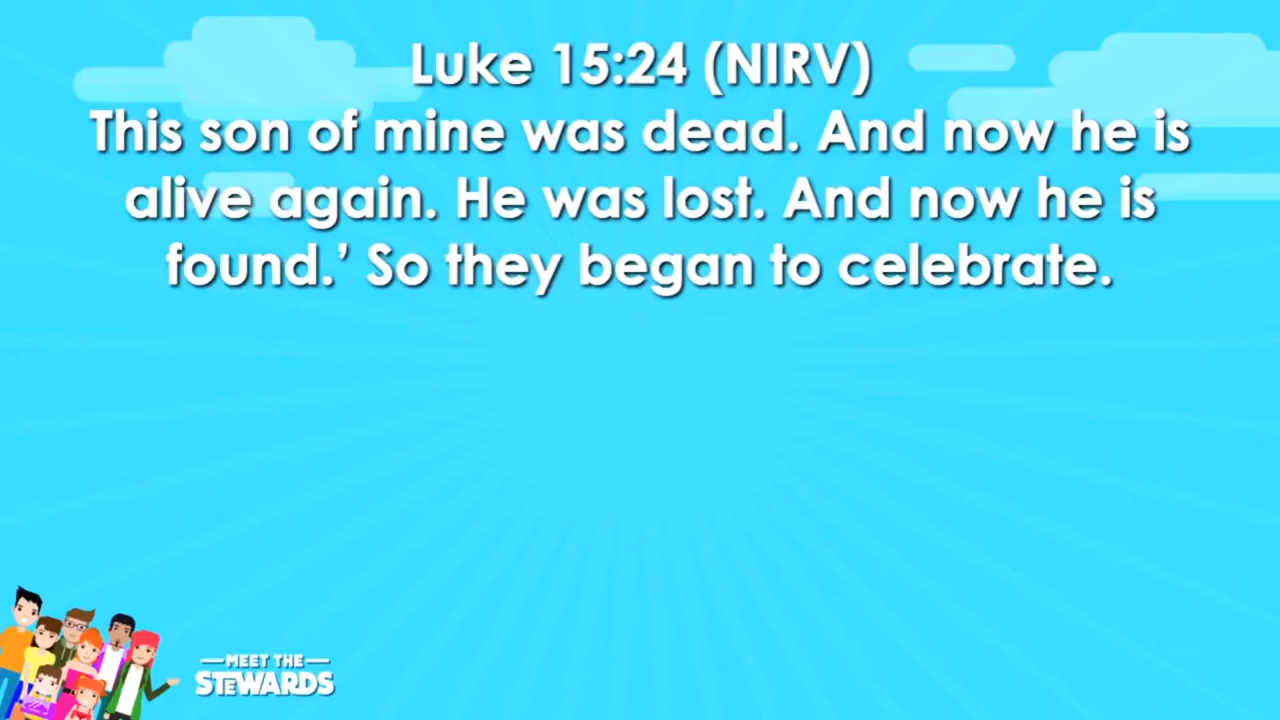 Luke 15:24 (NIRV)
This son of mine was dead. And now he is
alive again. He was lost. And now he is
found.’ So they began to celebrate.
MEET THE
STEWARDS